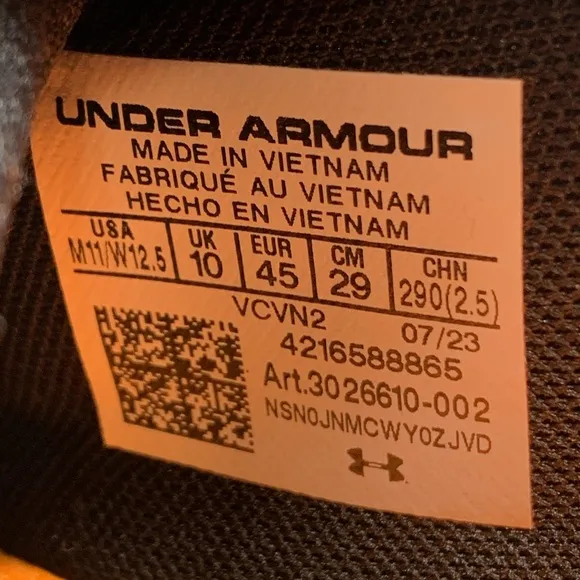 UNDER ARMOUR
MADE IN VIETNAM
FABRIQUÉ AU VIETNAM
HECHO EN VIETNAM
USA UK EUR CM CHN
M11/W12.5 10 45 29 290(2.5)
VCVN2 07/23
4216588865
Art.3026610-002
NSN0JNMCWY0ZJVD